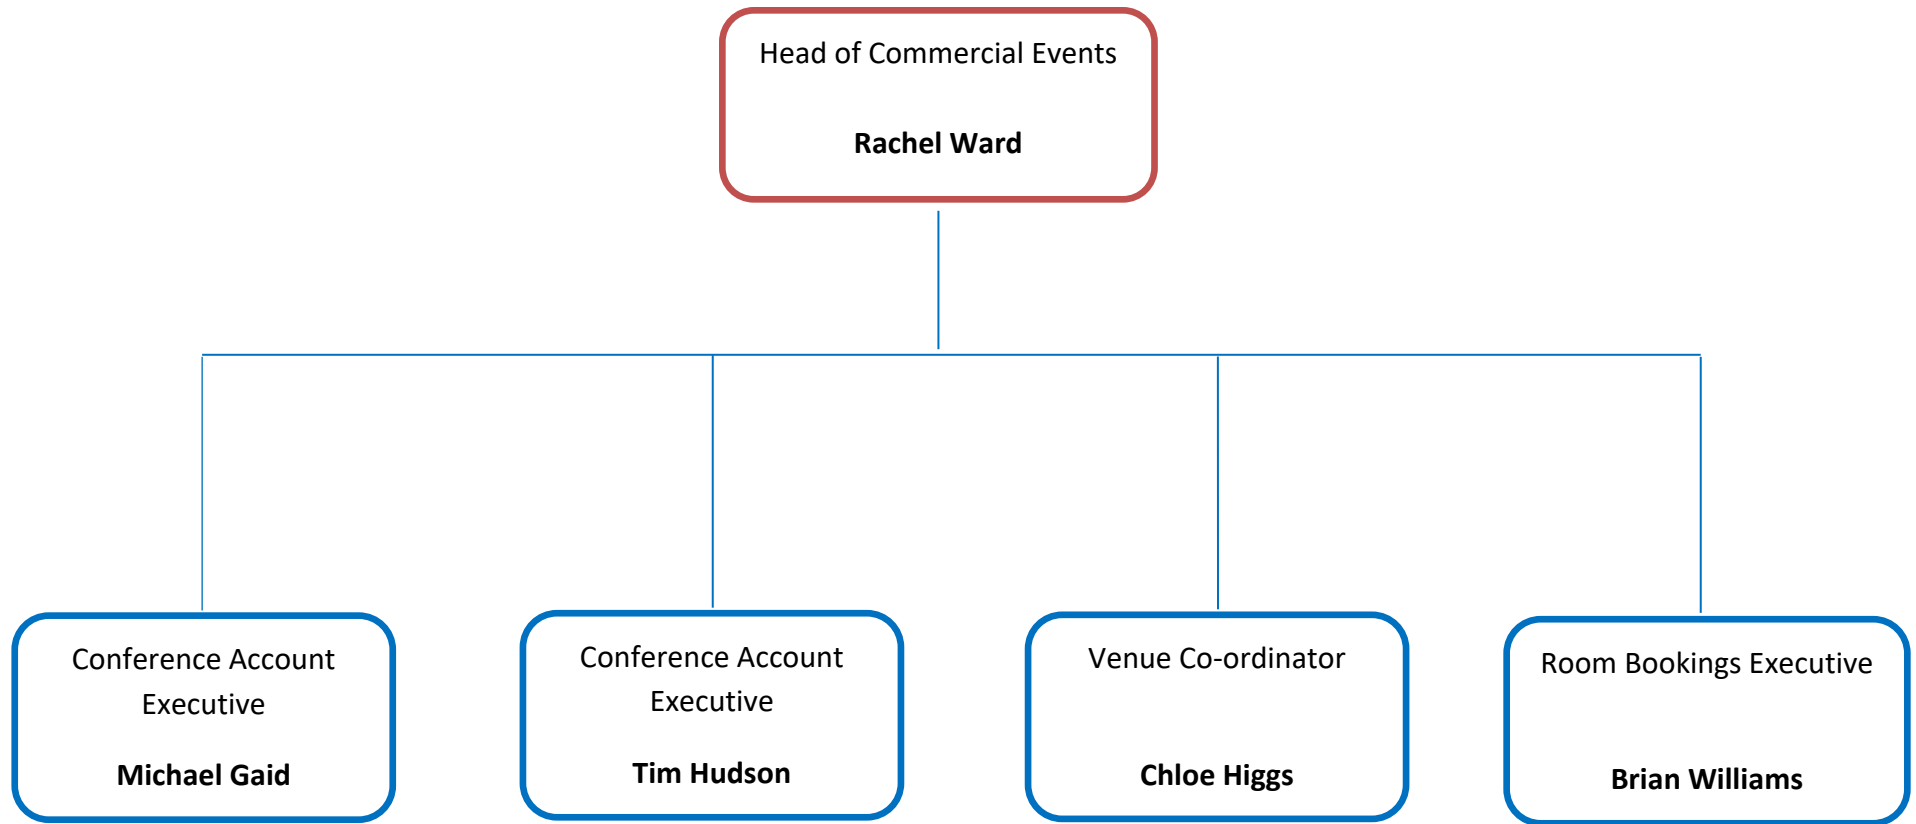 Head of Commercial Events
Rachel Ward
Conference Account
Executive
Michael Gaid
Conference Account
Executive
Tim Hudson
Venue Co-ordinator
Chloe Higgs
Room Bookings Executive
Brian Williams